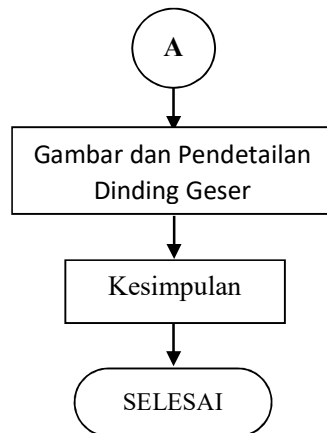 A
Gambar dan Pendetailan
Dinding Geser
Kesimpulan
SELESAI